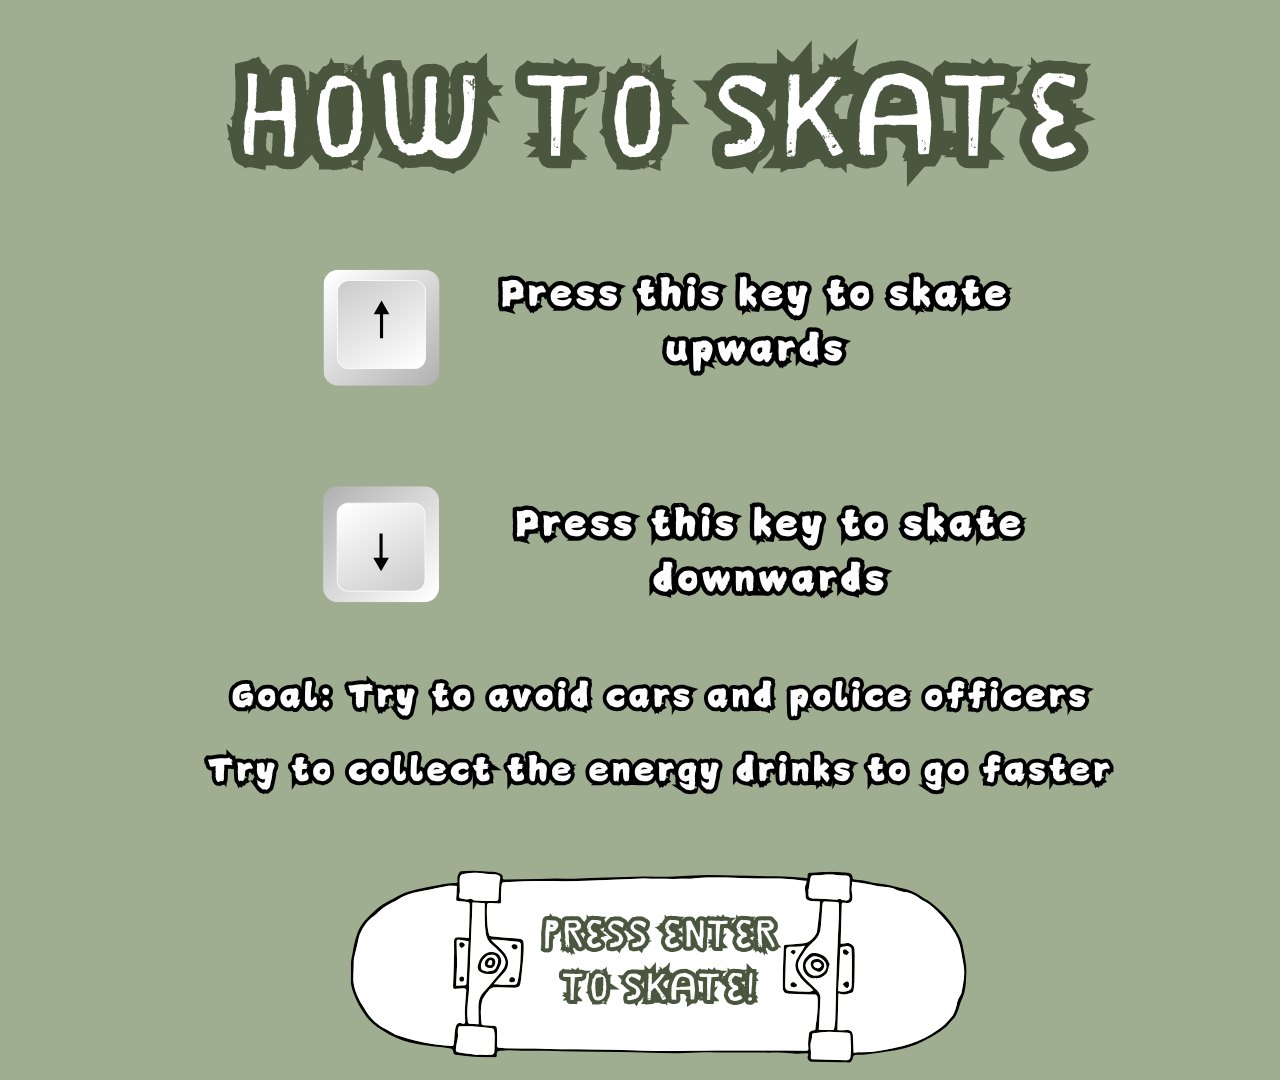 HOW TO SKATE
↑
Press this key to skate
upwards
↓
Press this key to skate
downwards
Goal: Try to avoid cars and police officers
Try to collect the energy drinks to go faster
PRESS ENTER
TO SKATE!